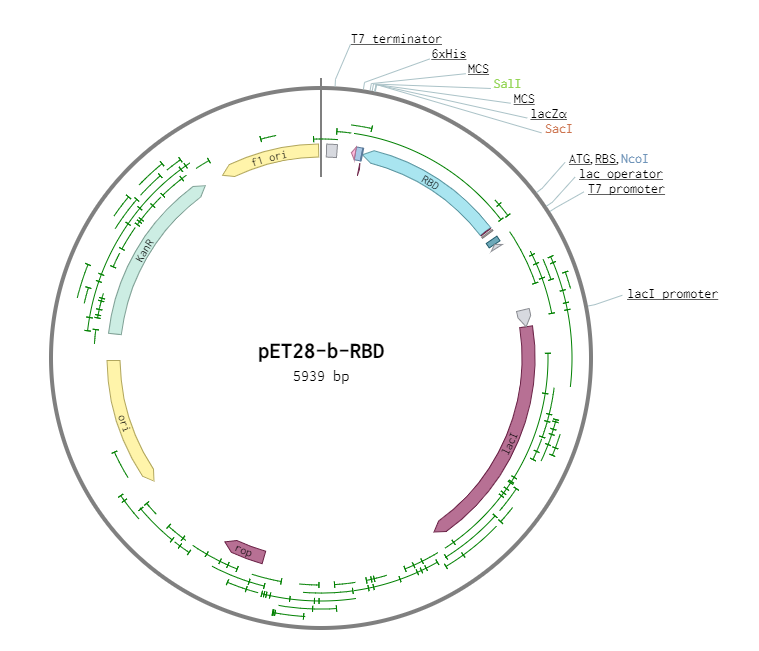 T7 terminator
6xHis
MCS
SalI
MCS
lacZα
SacI
ATG, RBS, NcoI
lac operator
T7 promoter
lacI promoter
f1 ori
RBD
KanR
pET28-b-RBD
5939 bp
ori
lacI
rop